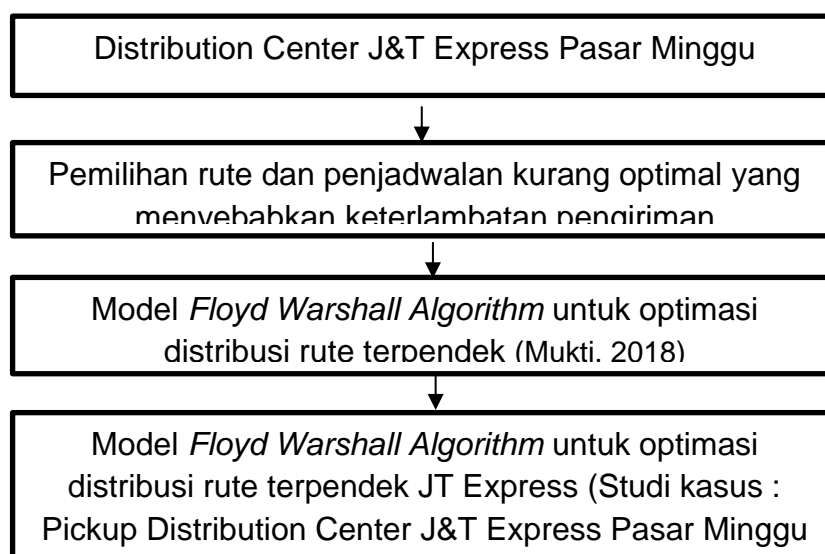 Distribution Center J&T Express Pasar Minggu
Pemilihan rute dan penjadwalan kurang optimal yang
menyebabkan keterlambatan pengiriman
Model Floyd Warshall Algorithm untuk optimasi
distribusi rute terpendek (Mukti, 2018)
Model Floyd Warshall Algorithm untuk optimasi
distribusi rute terpendek JT Express (Studi kasus :
Pickup Distribution Center J&T Express Pasar Minggu